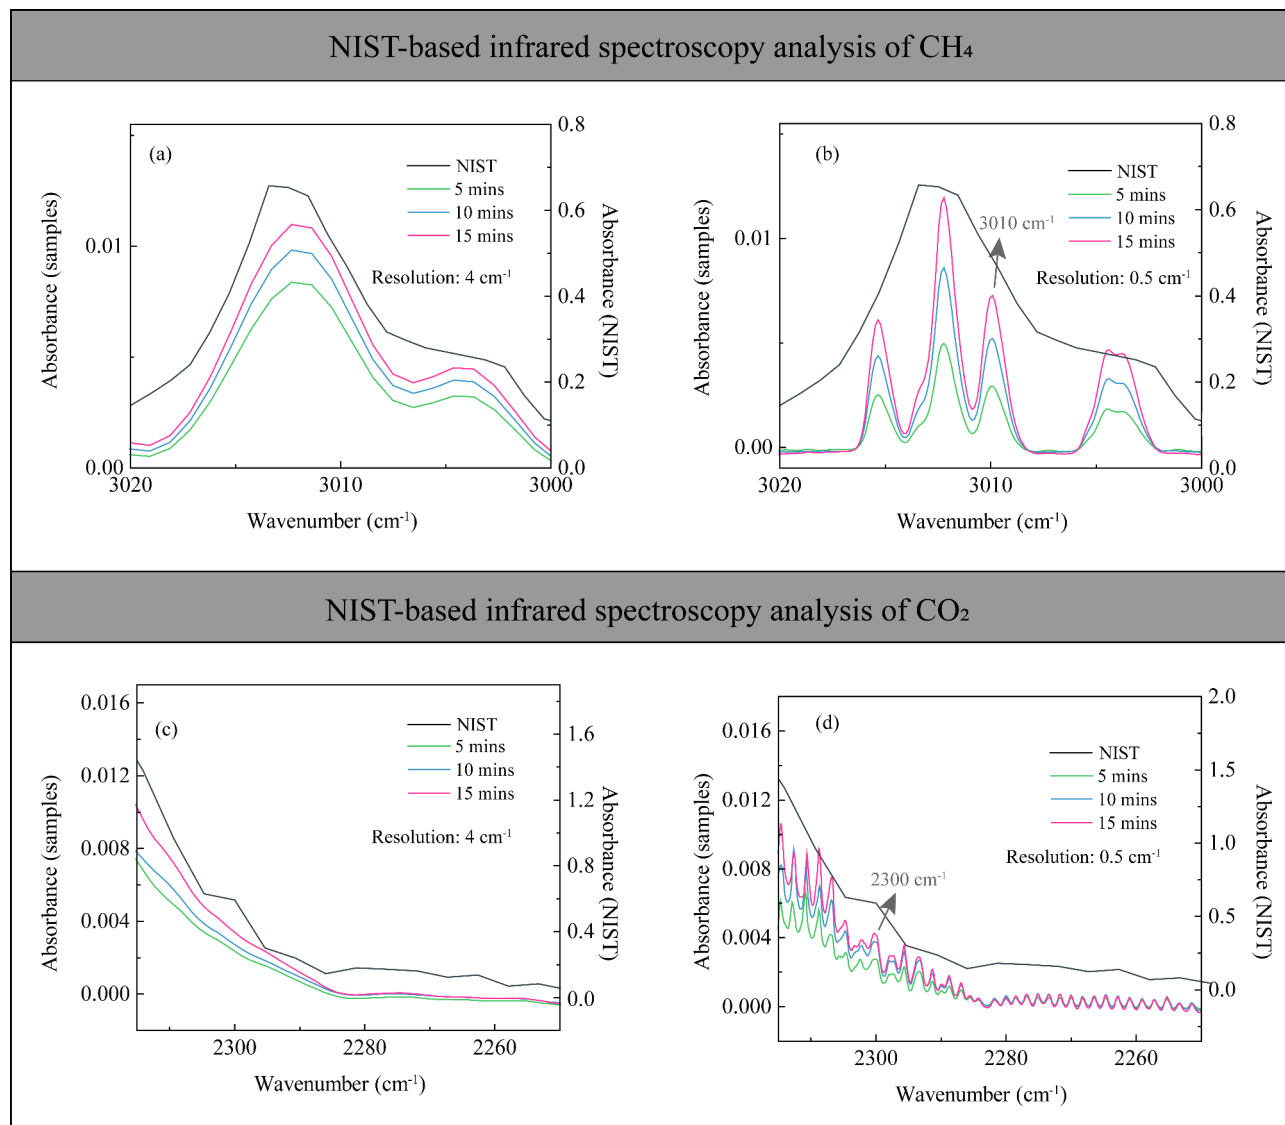 NIST-based infrared spectroscopy analysis of CH₄
(a)
NIST
5 mins
10 mins
15 mins
Resolution: 4 cm⁻¹
0.01
0.00
0.8
0.6
0.4
0.2
0.0
3020
3010
3000
Absorbance (samples)
Absorbance (NIST)
Wavenumber (cm⁻¹)
(b)
NIST
5 mins
10 mins
15 mins
3010 cm⁻¹
Resolution: 0.5 cm⁻¹
0.01
0.00
0.8
0.6
0.4
0.2
0.0
3020
3010
3000
Absorbance (samples)
Absorbance (NIST)
Wavenumber (cm⁻¹)
NIST-based infrared spectroscopy analysis of CO₂
(c)
NIST
5 mins
10 mins
15 mins
Resolution: 4 cm⁻¹
0.016
0.012
0.008
0.004
0.000
1.6
1.2
0.8
0.4
0.0
2300
2280
2260
Absorbance (samples)
Absorbance (NIST)
Wavenumber (cm⁻¹)
(d)
NIST
5 mins
10 mins
15 mins
Resolution: 0.5 cm⁻¹
2300 cm⁻¹
0.016
0.012
0.008
0.004
0.000
2.0
1.5
1.0
0.5
0.0
2300
2280
2260
Absorbance (samples)
Absorbance (NIST)
Wavenumber (cm⁻¹)